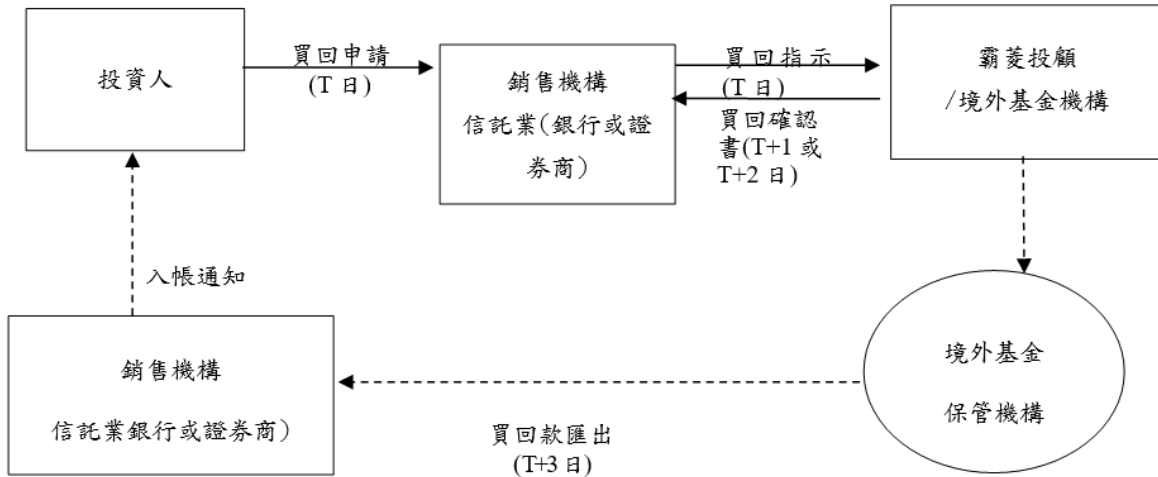 投資人
買回申請
(T 日)
銷售機構
信託業(銀行或證
券商)
買回指示
(T 日)
買回確認
書(T+1 或
T+2 日)
霸菱投顧
/境外基金機構
入帳通知
銷售機構
信託業銀行或證券商)
買回款匯出
(T+3 日)
境外基金
保管機構